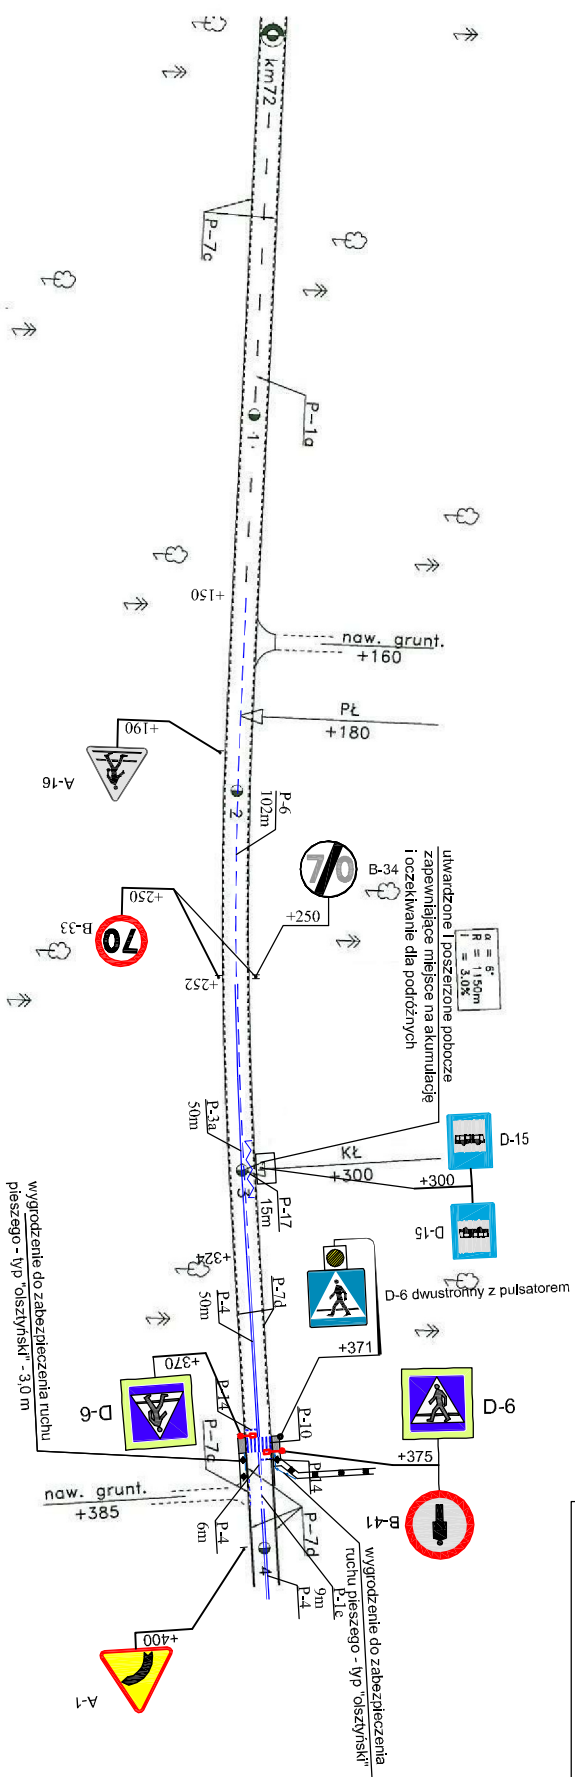 km72
P-7c
P-1a
1
+150
naw. grunt.
+160
PŁ
+180
+190
A-16
2
P-6
102m
70
B-34
+250
+250
B-33
70
+252
utwardzone i poszerzone pobocze
zapewniające miejsce na akumulację
i oczekiwanie dla podróżnych
α = 6°
R = 1150m
i = 3.0%
P-3a
50m
KŁ
+300
D-15
+300
D-15
3
P-17
15m
+324
P-7d
P-4
50m
D-6 dwustronny z pulsatorem
+371
wygrodzenie do zabezpieczenia ruchu
pieszego - typ "olsztyński" - 3,0 m
+370
D-6
P-14
P-10
D-6
+375
P-14
P-7c
B-41
naw. grunt.
+385
P-4
6m
P-7d
4
P-4
9m
P-1e
wygrodzenie do zabezpieczenia
ruchu pieszego - typ "olsztyński"
+400
A-1